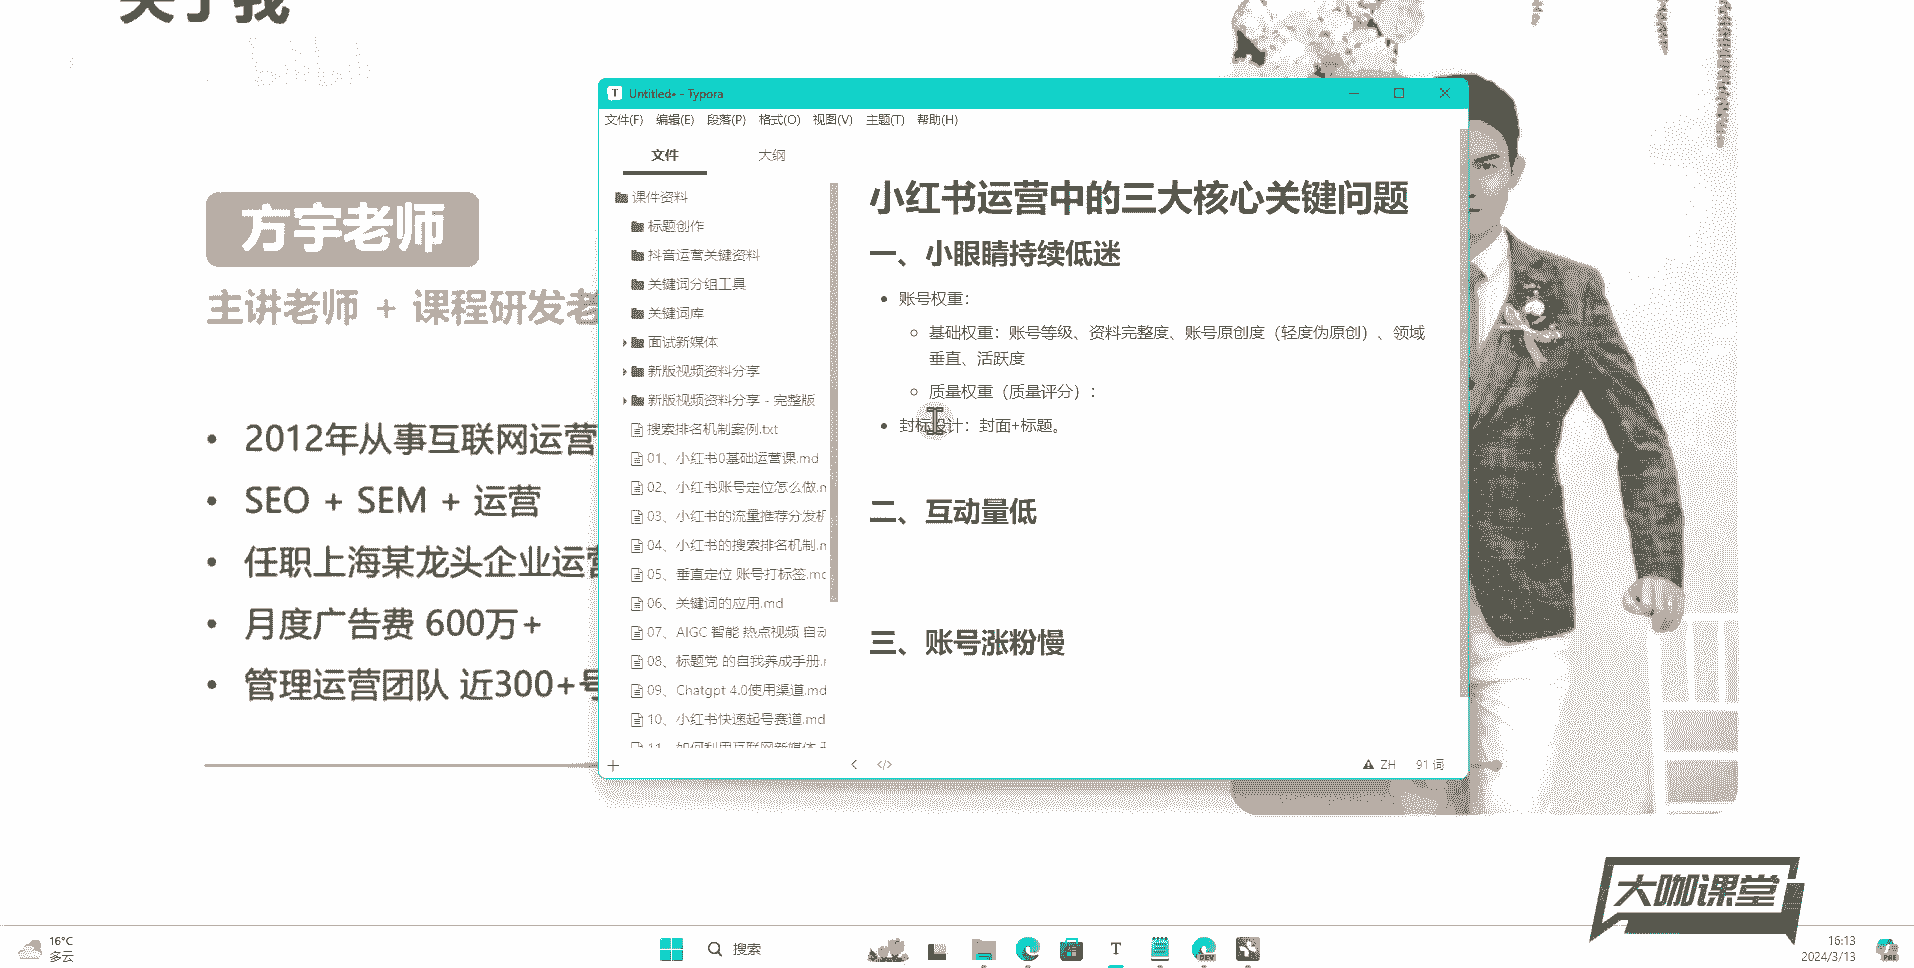 关于我
bilibili
方宇老师
主讲老师 + 课程研发老
2012年从事互联网运营
SEO + SEM + 运营
任职上海某龙头企业运营
月度广告费 600万+
管理运营团队 近300+号
Untitled• - Typora
文件(F) 编辑(E) 段落(P) 格式(O) 视图(V) 主题(T) 帮助(H)
文件 大纲
课件资料
标题创作
抖音运营关键资料
关键词分组工具
关键词库
面试新媒体
新版视频资料分享
新版视频资料分享 - 完整版
搜索排名机制案例.txt
01、小红书0基础运营课.md
02、小红书账号定位怎么做.m
03、小红书的流量推荐分发机
04、小红书的搜索排名机制.m
05、垂直定位 账号打标签.md
06、关键词的应用.md
07、AIGC 智能 热点视频 自动
08、标题党 的自我养成手册.m
09、Chatgpt 4.0使用渠道.md
10、小红书快速起号赛道.md
11、如何利用互联网新媒体
小红书运营中的三大核心关键问题
一、小眼睛持续低迷
账号权重：
基础权重：账号等级、资料完整度、账号原创度（轻度伪原创）、领域
垂直、活跃度
质量权重（质量评分）：
封标设计：封面+标题。
二、互动量低
三、账号涨粉慢
ZH 91 词
大咖课堂
16°C
多云
搜索
16:13
2024/3/13